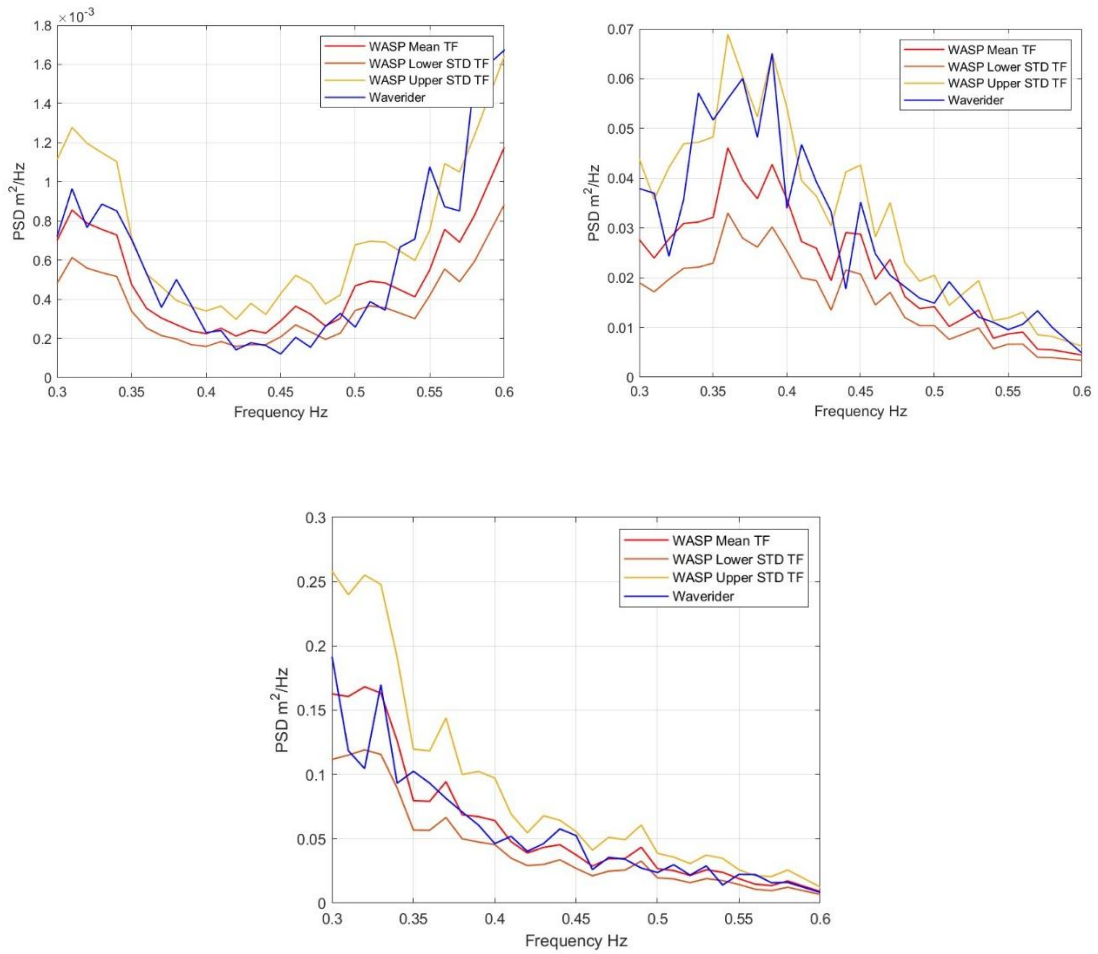 ×10⁻³
1.8
1.6
1.4
1.2
1
0.8
0.6
0.4
0.2
0
PSD m²/Hz
WASP Mean TF
WASP Lower STD TF
WASP Upper STD TF
Waverider
0.3 0.35 0.4 0.45 0.5 0.55 0.6
Frequency Hz
0.07
0.06
0.05
0.04
0.03
0.02
0.01
0
PSD m²/Hz
WASP Mean TF
WASP Lower STD TF
WASP Upper STD TF
Waverider
0.3 0.35 0.4 0.45 0.5 0.55 0.6
Frequency Hz
0.3
0.25
0.2
0.15
0.1
0.05
0
PSD m²/Hz
WASP Mean TF
WASP Lower STD TF
WASP Upper STD TF
Waverider
0.3 0.35 0.4 0.45 0.5 0.55 0.6
Frequency Hz